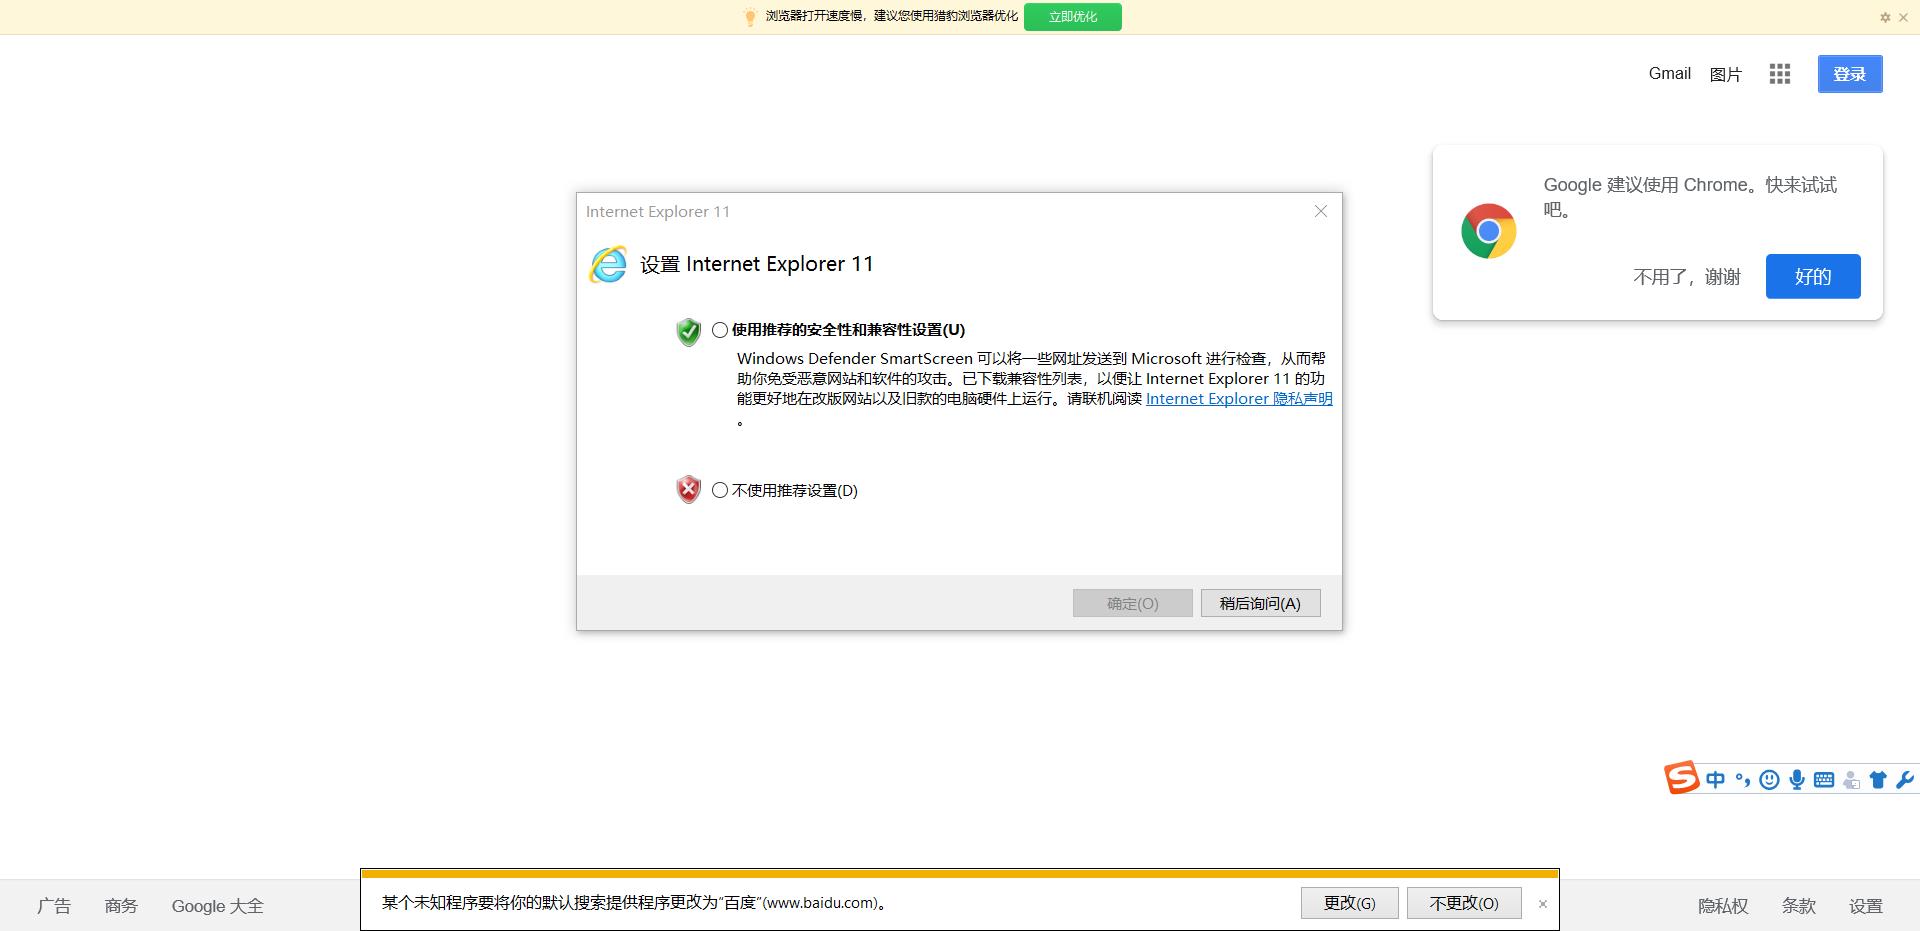 浏览器打开速度慢，建议您使用猎豹浏览器优化 立即优化
Gmail 图片 登录
Google 建议使用 Chrome。快来试试
吧。
不用了，谢谢 好的
Internet Explorer 11
设置 Internet Explorer 11
使用推荐的安全性和兼容性设置(U)
Windows Defender SmartScreen 可以将一些网址发送到 Microsoft 进行检查，从而帮
助你免受恶意网站和软件的攻击。已下载兼容性列表，以便让 Internet Explorer 11 的功
能更好地在改版网站以及旧款的电脑硬件上运行。请联机阅读 Internet Explorer 隐私声明
。
不使用推荐设置(D)
确定(O) 稍后询问(A)
S 中
某个未知程序要将你的默认搜索提供程序更改为“百度”(www.baidu.com)。 更改(G) 不更改(O)
广告 商务 Google 大全 隐私权 条款 设置